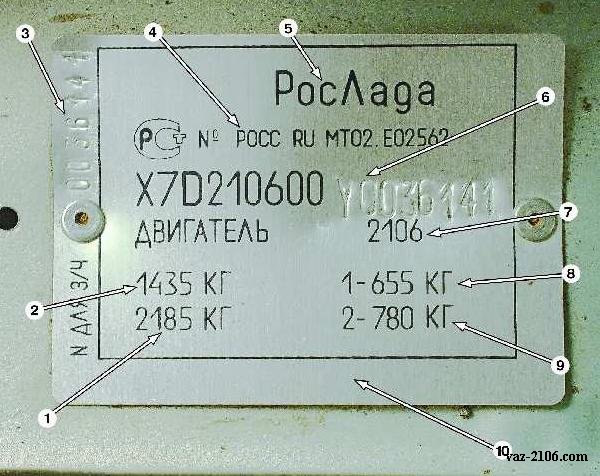 3
4
5
6
РосЛада
РСТ № РОСС RU МТ02.Е02562
X7D210600 Y0036141
ДВИГАТЕЛЬ 2106
7
2
1435 КГ 1-655 КГ
8
2185 КГ 2-780 КГ
1
9
10
N ДЛЯ З/Ч 0036141
vaz-2106.com